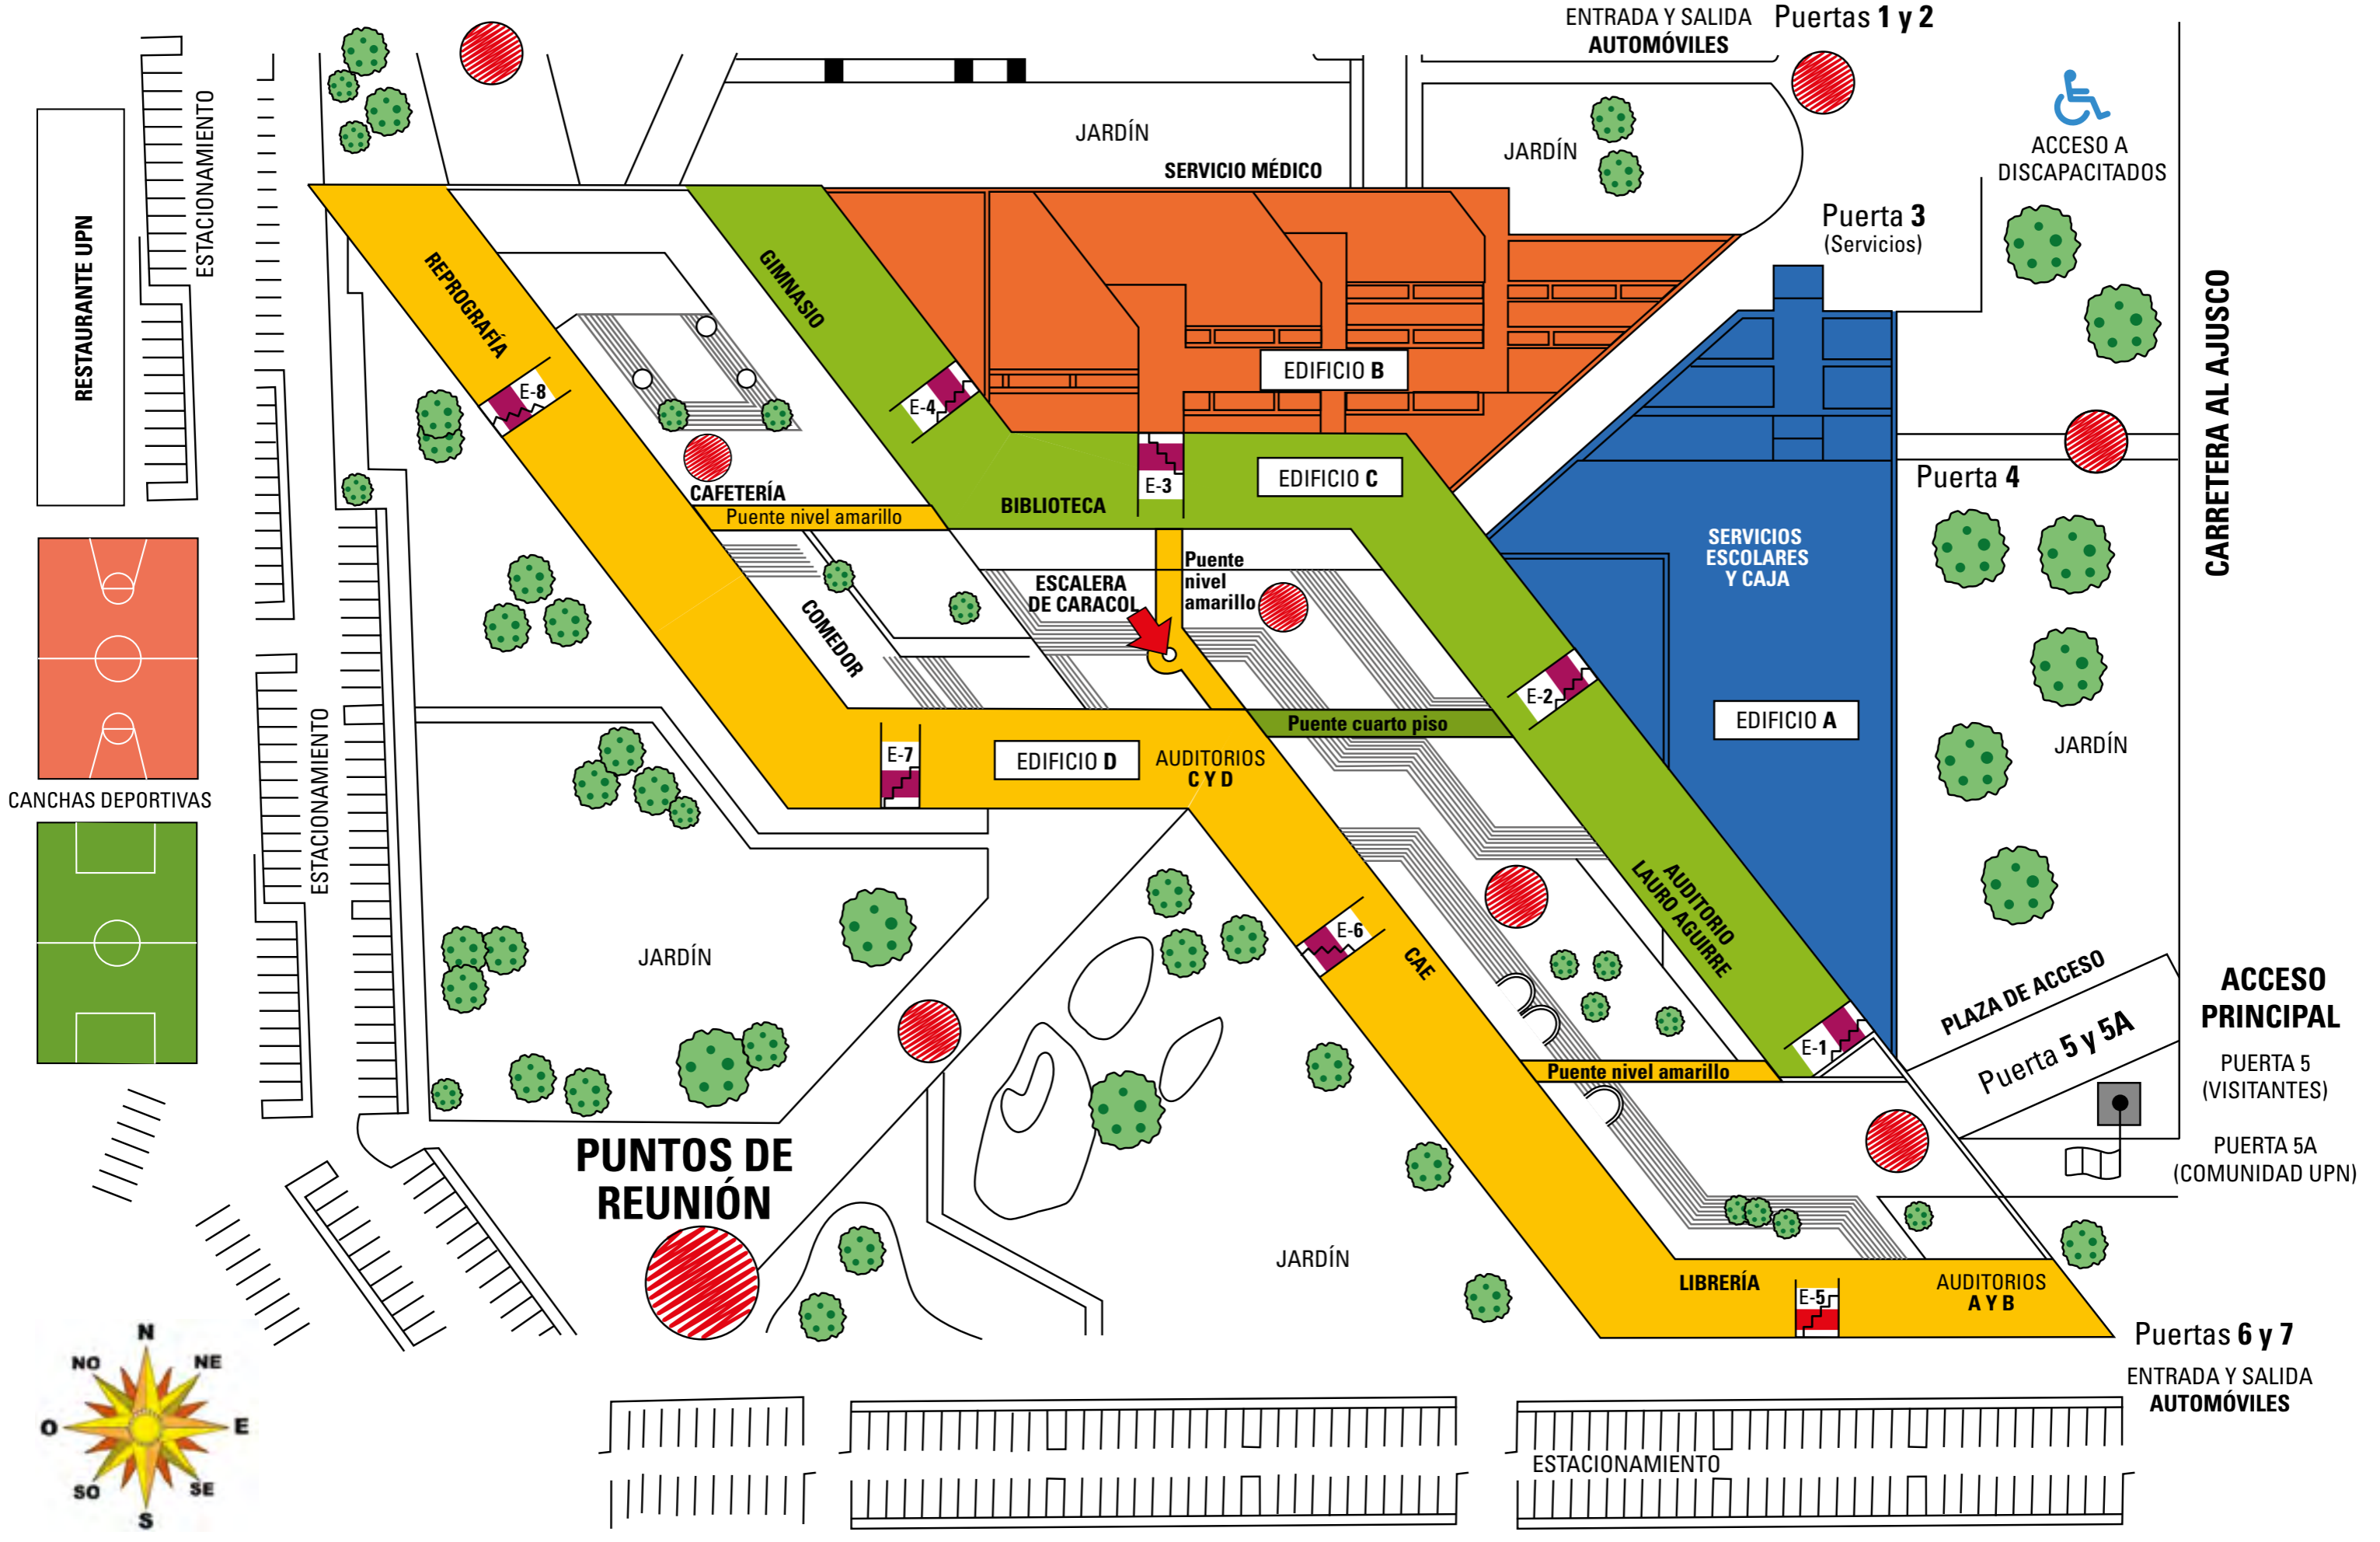 ENTRADA Y SALIDA
AUTOMÓVILES
Puertas 1 y 2
ACCESO A
DISCAPACITADOS
Puerta 3
(Servicios)
JARDÍN
JARDÍN
SERVICIO MÉDICO
ESTACIONAMIENTO
RESTAURANTE UPN
REPROGRAFÍA
GIMNASIO
E-8
E-4
EDIFICIO B
CARRETERA AL AJUSCO
E-3
EDIFICIO C
Puerta 4
CAFETERÍA
Puente nivel amarillo
BIBLIOTECA
SERVICIOS
ESCOLARES
Y CAJA
Puente
nivel
amarillo
ESCALERA
DE CARACOL
COMEDOR
E-2
EDIFICIO A
Puente cuarto piso
JARDÍN
E-7
EDIFICIO D
AUDITORIOS
C Y D
CANCHAS DEPORTIVAS
ESTACIONAMIENTO
JARDÍN
E-6
CAE
AUDITORIO
LAURO AGUIRRE
PLAZA DE ACCESO
Puerta 5 y 5A
ACCESO
PRINCIPAL
PUERTA 5
(VISITANTES)
PUERTA 5A
(COMUNIDAD UPN)
E-1
Puente nivel amarillo
PUNTOS DE
REUNIÓN
JARDÍN
LIBRERÍA
E-5
AUDITORIOS
A Y B
Puertas 6 y 7
ENTRADA Y SALIDA
AUTOMÓVILES
ESTACIONAMIENTO
N
NO
NE
O
E
SO
SE
S